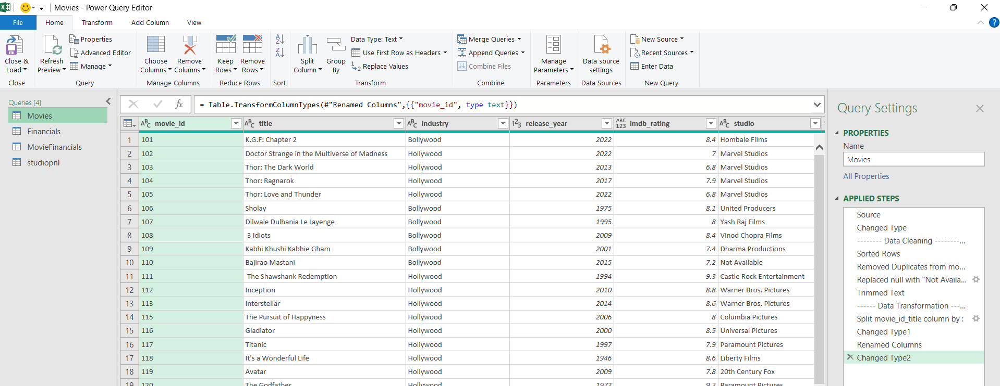 Movies - Power Query Editor
File Home Transform Add Column View
Close & Load
Close
Refresh Preview
Properties
Advanced Editor
Manage
Query
Choose Columns
Remove Columns
Manage Columns
Keep Rows
Remove Rows
Reduce Rows
Sort
Split Column
Group By
Data Type: Text
Use First Row as Headers
Replace Values
Transform
Merge Queries
Append Queries
Combine Files
Combine
Manage Parameters
Parameters
Data source settings
Data Sources
New Source
Recent Sources
Enter Data
New Query
Queries [4]
Movies
Financials
MovieFinancials
studiopnl
fx = Table.TransformColumnTypes(#"Renamed Columns",{{"movie_id", type text}})
ABC movie_id ABC title ABC industry 123 release_year ABC123 imdb_rating ABC studio
1 101 K.G.F: Chapter 2 Bollywood 2022 8.4 Hombale Films
2 102 Doctor Strange in the Multiverse of Madness Hollywood 2022 7 Marvel Studios
3 103 Thor: The Dark World Hollywood 2013 6.8 Marvel Studios
4 104 Thor: Ragnarok Hollywood 2017 7.9 Marvel Studios
5 105 Thor: Love and Thunder Hollywood 2022 6.8 Marvel Studios
6 106 Sholay Bollywood 1975 8.1 United Producers
7 107 Dilwale Dulhania Le Jayenge Bollywood 1995 8 Yash Raj Films
8 108 3 Idiots Bollywood 2009 8.4 Vinod Chopra Films
9 109 Kabhi Khushi Kabhie Gham Bollywood 2001 7.4 Dharma Productions
10 110 Bajirao Mastani Bollywood 2015 7.2 Not Available
11 111 The Shawshank Redemption Hollywood 1994 9.3 Castle Rock Entertainment
12 112 Inception Hollywood 2010 8.8 Warner Bros. Pictures
13 113 Interstellar Hollywood 2014 8.6 Warner Bros. Pictures
14 115 The Pursuit of Happyness Hollywood 2006 8 Columbia Pictures
15 116 Gladiator Hollywood 2000 8.5 Universal Pictures
16 117 Titanic Hollywood 1997 7.9 Paramount Pictures
17 118 It's a Wonderful Life Hollywood 1946 8.6 Liberty Films
18 119 Avatar Hollywood 2009 7.8 20th Century Fox
19 120 The Godfather Hollywood 1972 9.2 Paramount Pictures
Query Settings
PROPERTIES
Name
Movies
All Properties
APPLIED STEPS
Source
Changed Type
-------- Data Cleaning --------...
Sorted Rows
Removed Duplicates from mo...
Replaced null with "Not Availa...
Trimmed Text
------ Data Transformation ---...
Split movie_id_title column by :
Changed Type1
Renamed Columns
Changed Type2